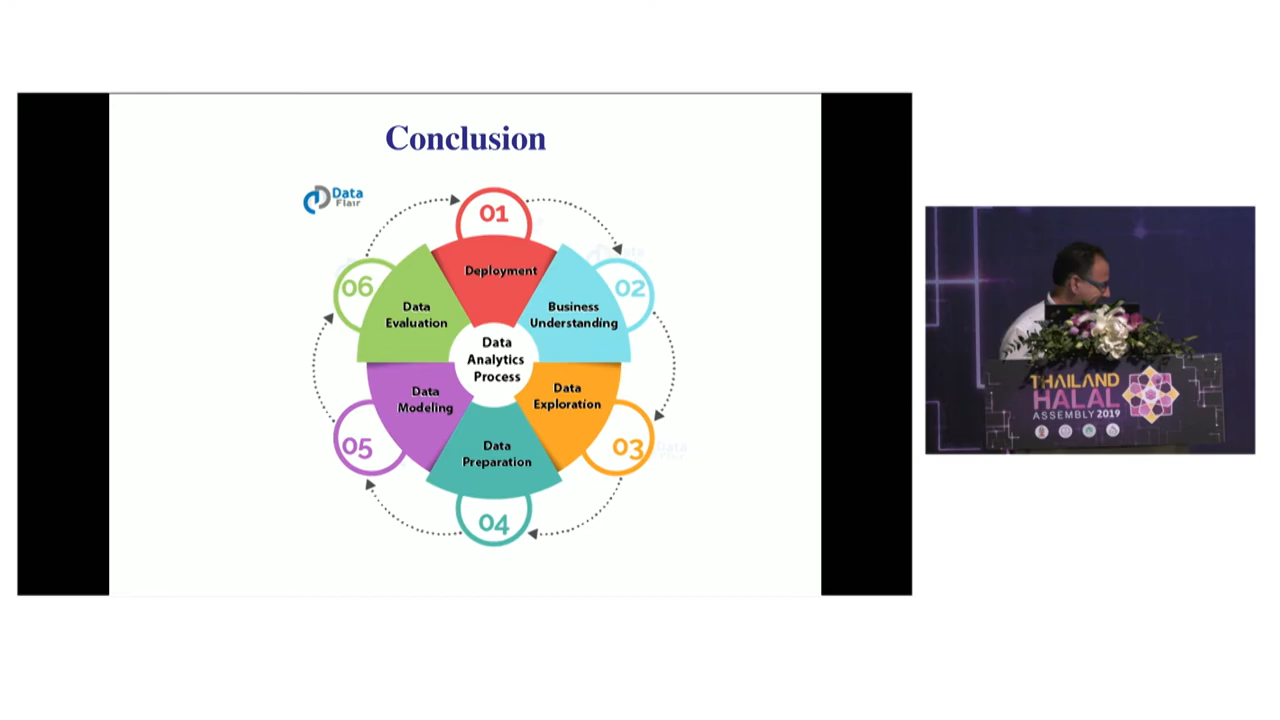 Conclusion
Data
Flair
01
Deployment
02
Business
Understanding
03
Data
Exploration
04
Data
Preparation
05
Data
Modeling
06
Data
Evaluation
Data
Analytics
Process
THAILAND
HALAL
ASSEMBLY 2019